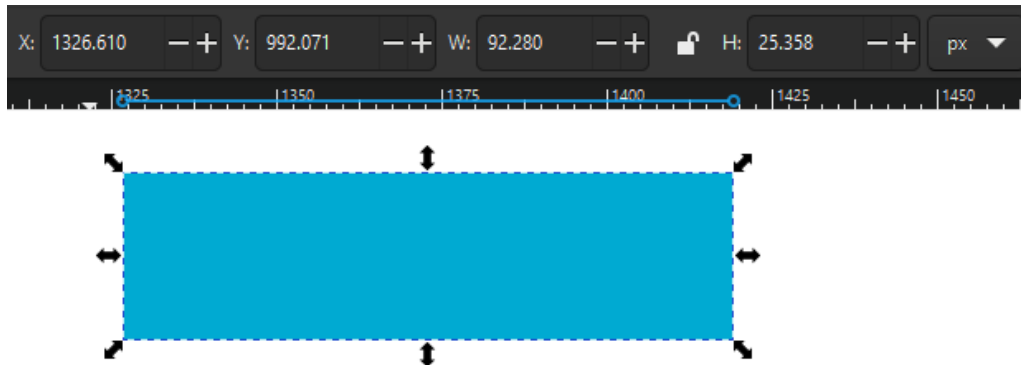 X: 1326.610 − + Y: 992.071 − + W: 92.280 − + H: 25.358 − + px
1325 1350 1375 1400 1425 1450